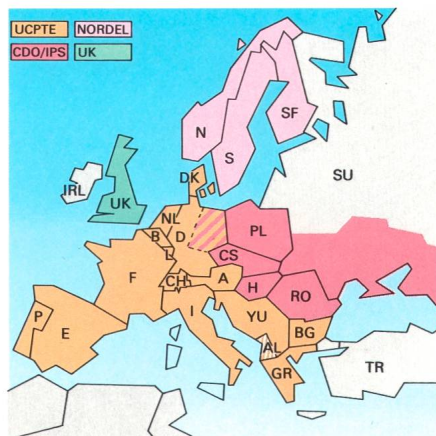 UCPTE NORDEL
CDO/IPS UK
N
S
SF
SU
IRL
UK
DK
NL
B
D
L
PL
CS
F
CH
A
H
RO
I
YU
BG
P
E
AL
GR
TR